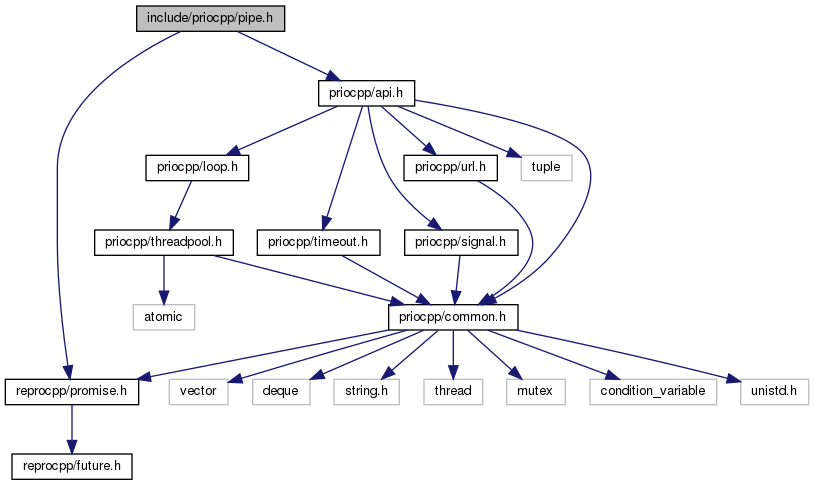 include/priocpp/pipe.h
priocpp/api.h
priocpp/loop.h
priocpp/url.h
tuple
priocpp/threadpool.h
priocpp/timeout.h
priocpp/signal.h
atomic
priocpp/common.h
reprocpp/promise.h
vector
deque
string.h
thread
mutex
condition_variable
unistd.h
reprocpp/future.h